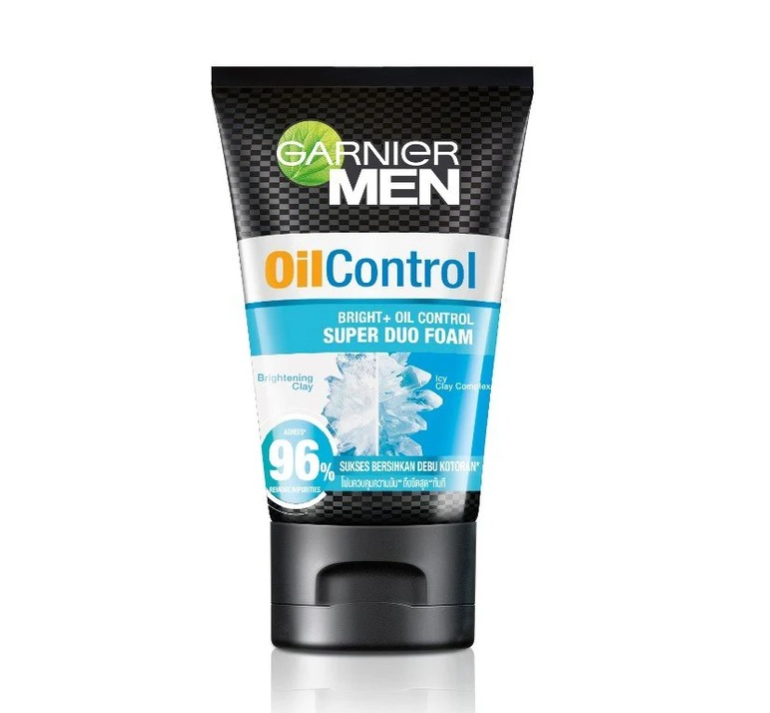 GARNIER
MEN
OilControl
BRIGHT+ OIL CONTROL
SUPER DUO FOAM
Brightening
Clay
Icy
Clay Complex
96%
SUKSES BERSIHKAN DEBU KOTORAN*